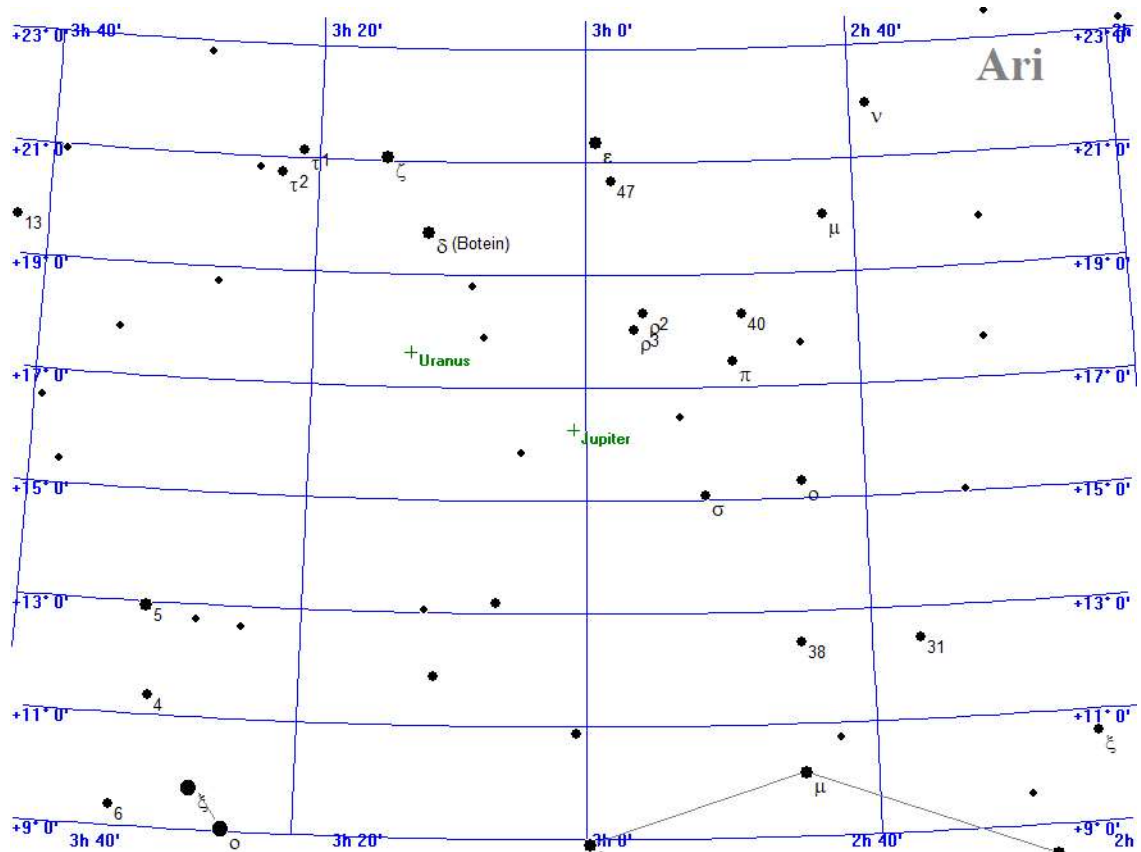 +23° 0' 3h 40' 3h 20' 3h 0' 2h 40' +23° 0' 2h
Ari
ν
+21° 0' τ1 ζ ε +21° 0'
τ2 47
13 μ
δ (Botein)
+19° 0' +19° 0'
ρ2 40
ρ3
Uranus π
+17° 0' +17° 0'
Jupiter
+15° 0' σ ο +15° 0'
+13° 0' 5 +13° 0'
38 31
4
+11° 0' +11° 0'
ξ
ξ μ
6
+9° 0' 3h 40' ο 3h 20' 3h 0' 2h 40' +9° 0' 2h